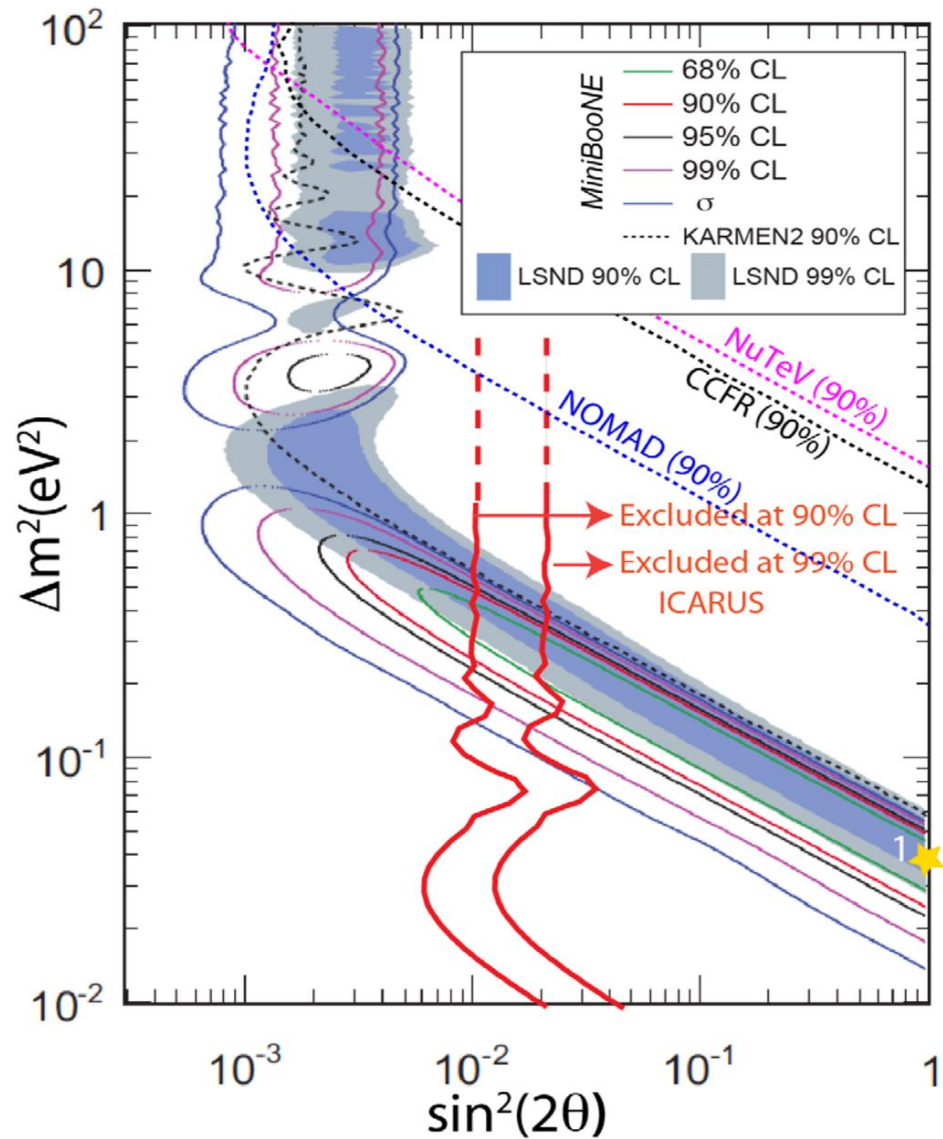 10²
MiniBooNE
68% CL
90% CL
95% CL
99% CL
σ
KARMEN2 90% CL
LSND 90% CL LSND 99% CL
10
NuTeV (90%)
CCFR (90%)
NOMAD (90%)
Δm²(eV²)
1
Excluded at 90% CL
Excluded at 99% CL
ICARUS
10⁻¹
1
10⁻²
10⁻³ 10⁻² 10⁻¹ 1
sin²(2θ)